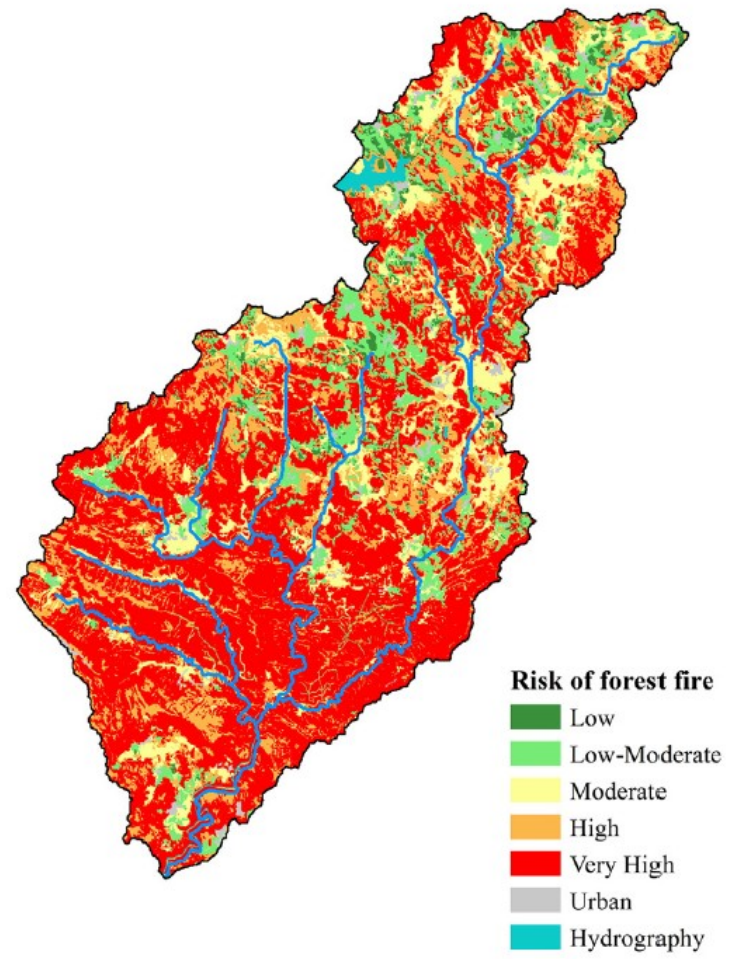 Risk of forest fire
Low
Low-Moderate
Moderate
High
Very High
Urban
Hydrography